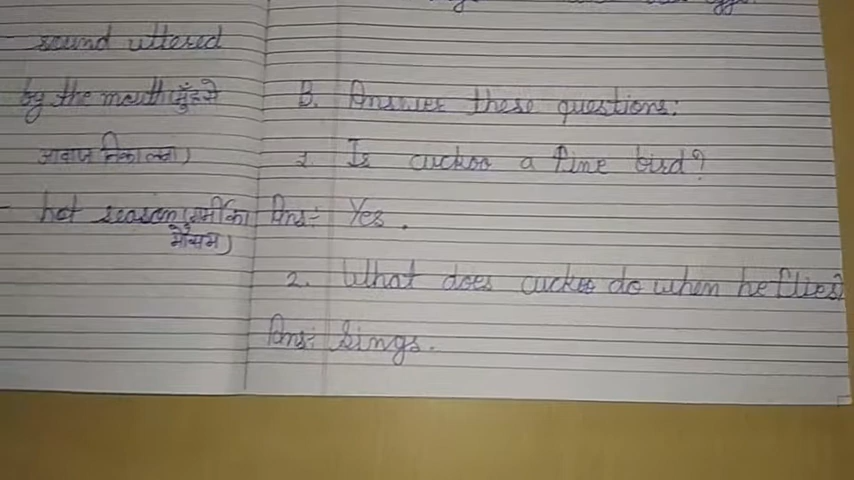 sound uttered
by the mouth (मुँह से
आवाज निकालना)
- hot season (गर्मी का
मौसम)
B. Answer these questions:
1. Is cuckoo a fine bird?
Ans:- Yes.
2. What does cuckoo do when he flies?
Ans:- Sings.